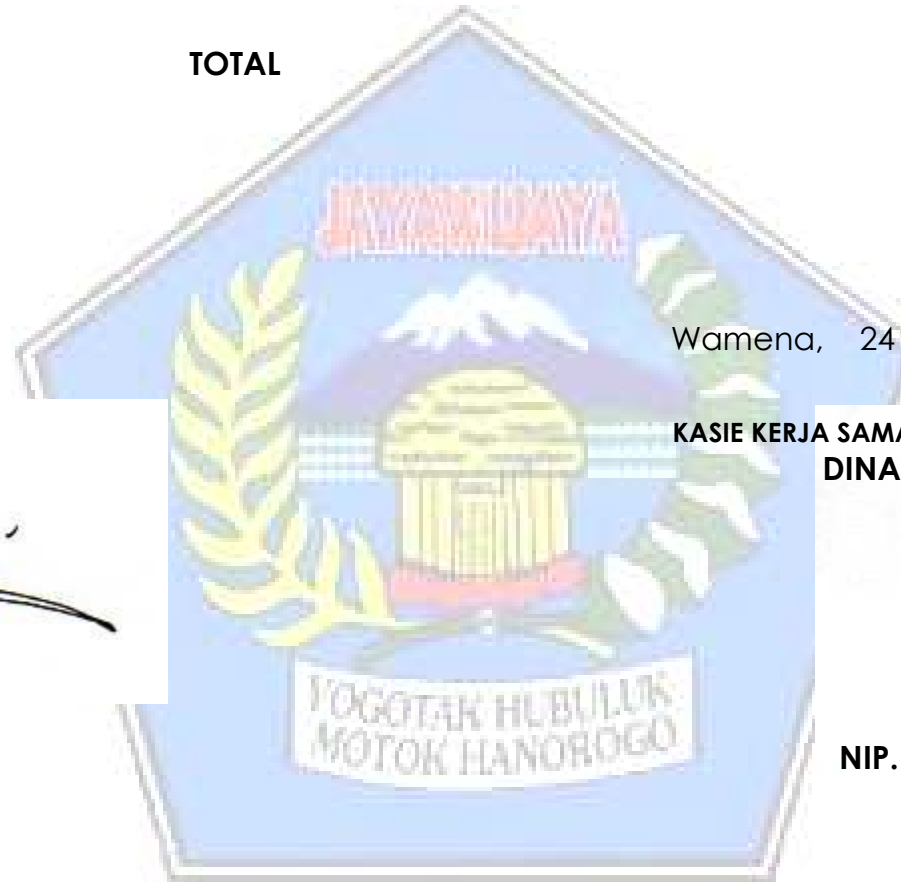 TOTAL
JAYAWIJAYA
Wamena, 24
KASIE KERJA SAMA
DINA
YOGOTAK HUBULUK
MOTOK HANOROGO
NIP.